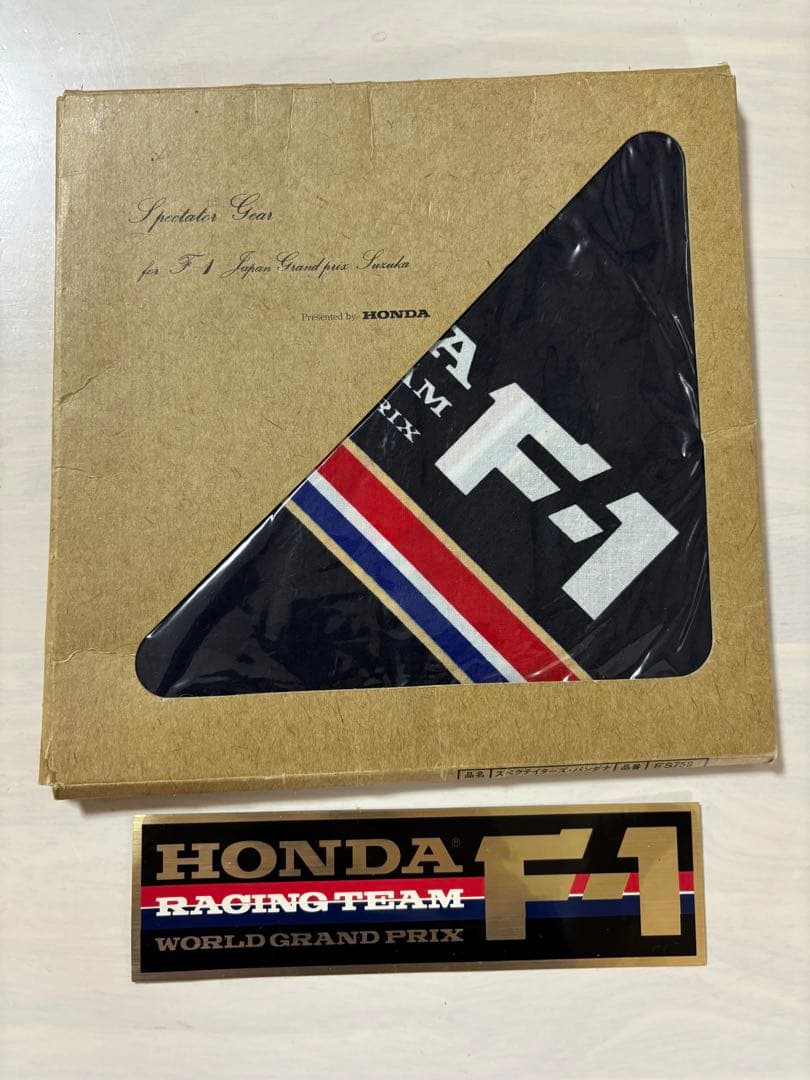 Spectator Gear
for F-1 Japan Grand prix Suzuka
Presented by HONDA
A
AM
RIX
F-1
品名 スペクテイターズ・バンダナ 品番
HONDA®
F-1
RACING TEAM
WORLD GRAND PRIX